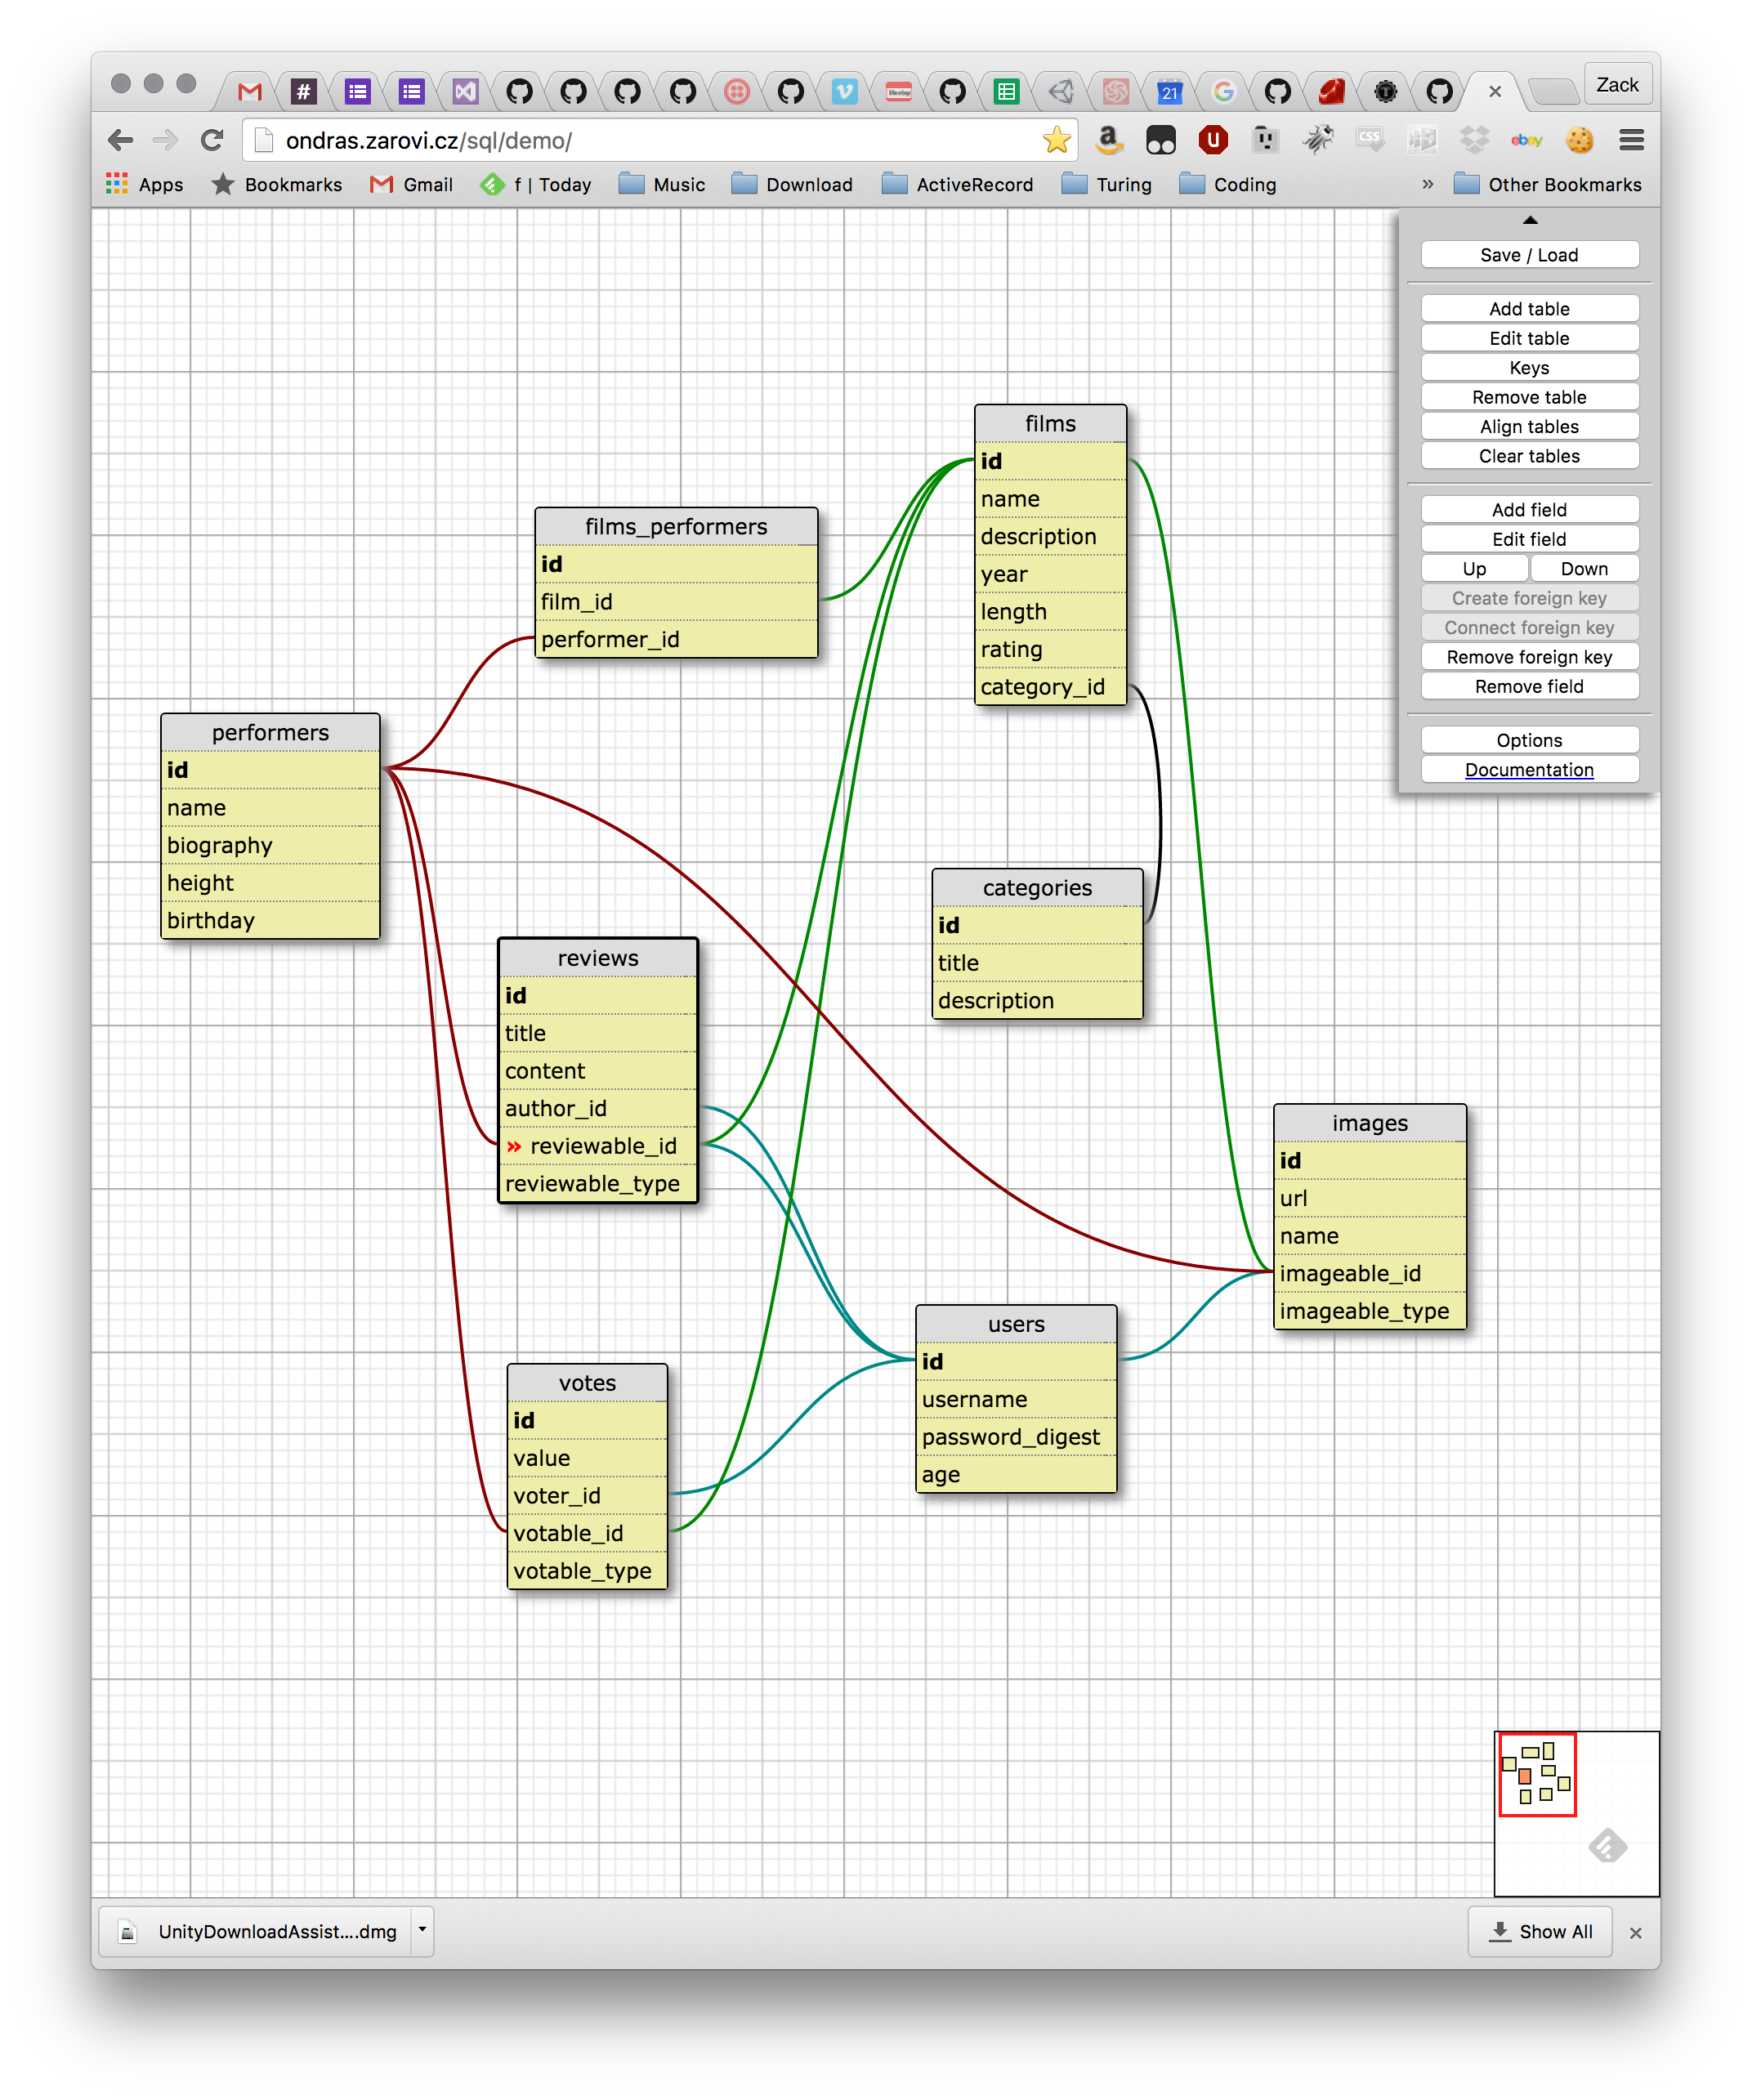 Zack
ondras.zarovi.cz/sql/demo/
Apps
Bookmarks
Gmail
f | Today
Music
Download
ActiveRecord
Turing
Coding
»
Other Bookmarks
Save / Load
Add table
Edit table
Keys
Remove table
Align tables
Clear tables
Add field
Edit field
Up
Down
Create foreign key
Connect foreign key
Remove foreign key
Remove field
Options
Documentation
films
id
name
description
year
length
rating
category_id
films_performers
id
film_id
performer_id
performers
id
name
biography
height
birthday
categories
id
title
description
reviews
id
title
content
author_id
» reviewable_id
reviewable_type
images
id
url
name
imageable_id
imageable_type
users
id
username
password_digest
age
votes
id
value
voter_id
votable_id
votable_type
UnityDownloadAssist....dmg
Show All